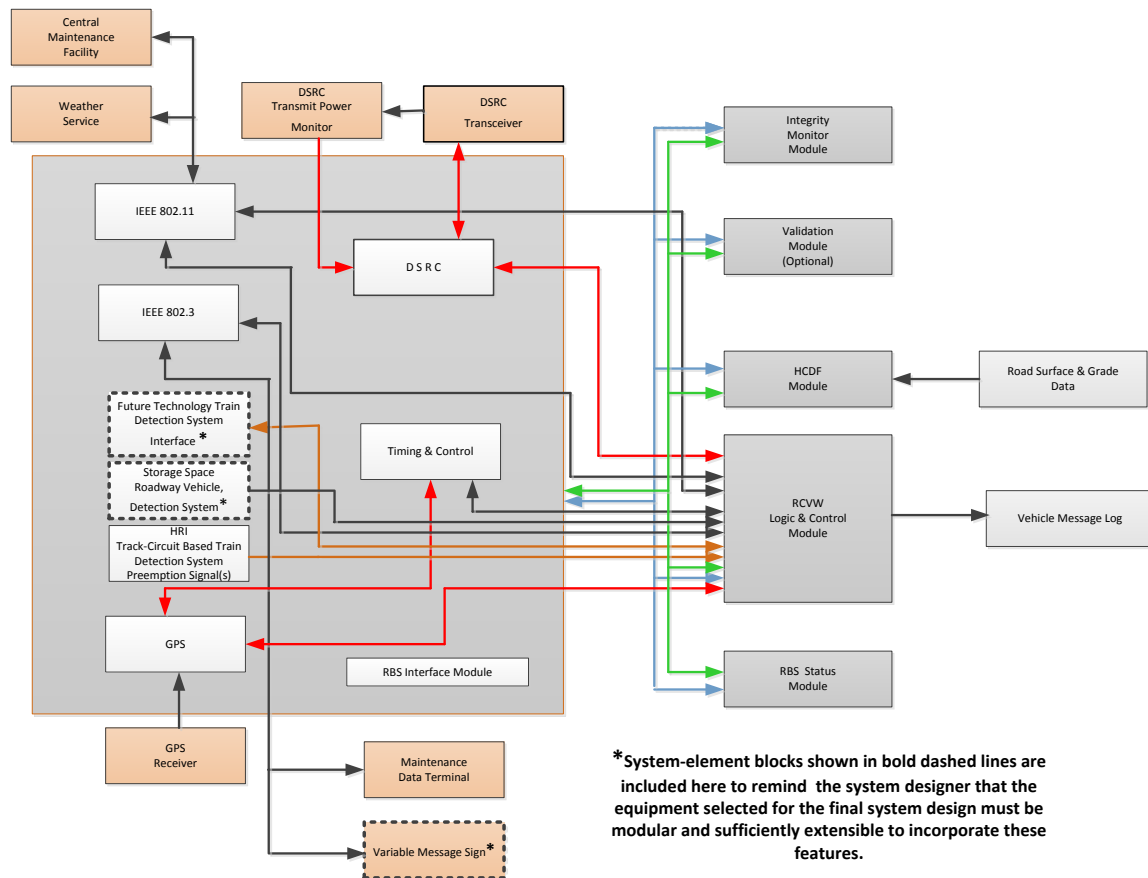 Central
Maintenance
Facility
Weather
Service
DSRC
Transmit Power
Monitor
DSRC
Transceiver
Integrity
Monitor
Module
IEEE 802.11
D S R C
Validation
Module
(Optional)
IEEE 802.3
HCDF
Module
Road Surface & Grade
Data
Future Technology Train
Detection System
Interface *
Timing & Control
Storage Space
Roadway Vehicle,
Detection System*
RCVW
Logic & Control
Module
Vehicle Message Log
HRI
Track-Circuit Based Train
Detection System
Preemption Signal(s)
GPS
RBS Interface Module
RBS Status
Module
GPS
Receiver
Maintenance
Data Terminal
Variable Message Sign*
*System-element blocks shown in bold dashed lines are
included here to remind the system designer that the
equipment selected for the final system design must be
modular and sufficiently extensible to incorporate these
features.